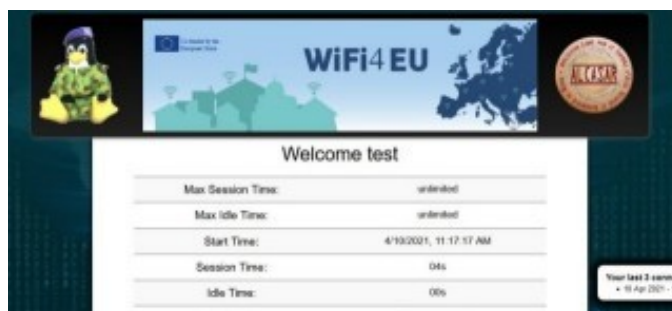 WiFi4EU
ALCASAR
Welcome test
Max Session Time: unlimited
Max Idle Time: unlimited
Start Time: 4/10/2021, 11:17:17 AM
Session Time: 04s
Idle Time: 00s
Your last 3 conn